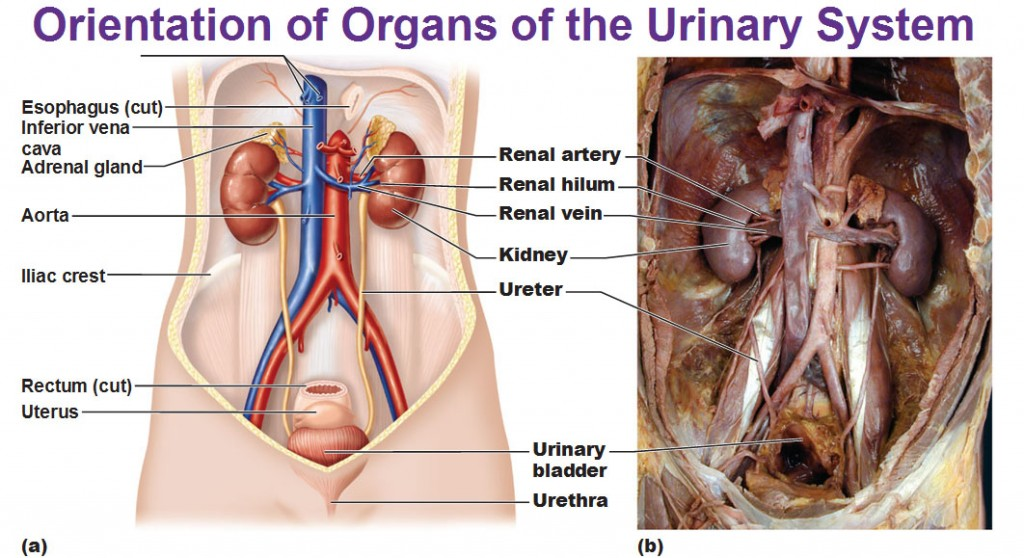 Orientation of Organs of the Urinary System
Esophagus (cut)
Inferior vena
cava
Adrenal gland
Aorta
Iliac crest
Rectum (cut)
Uterus
Renal artery
Renal hilum
Renal vein
Kidney
Ureter
Urinary
bladder
Urethra
(a)
(b)